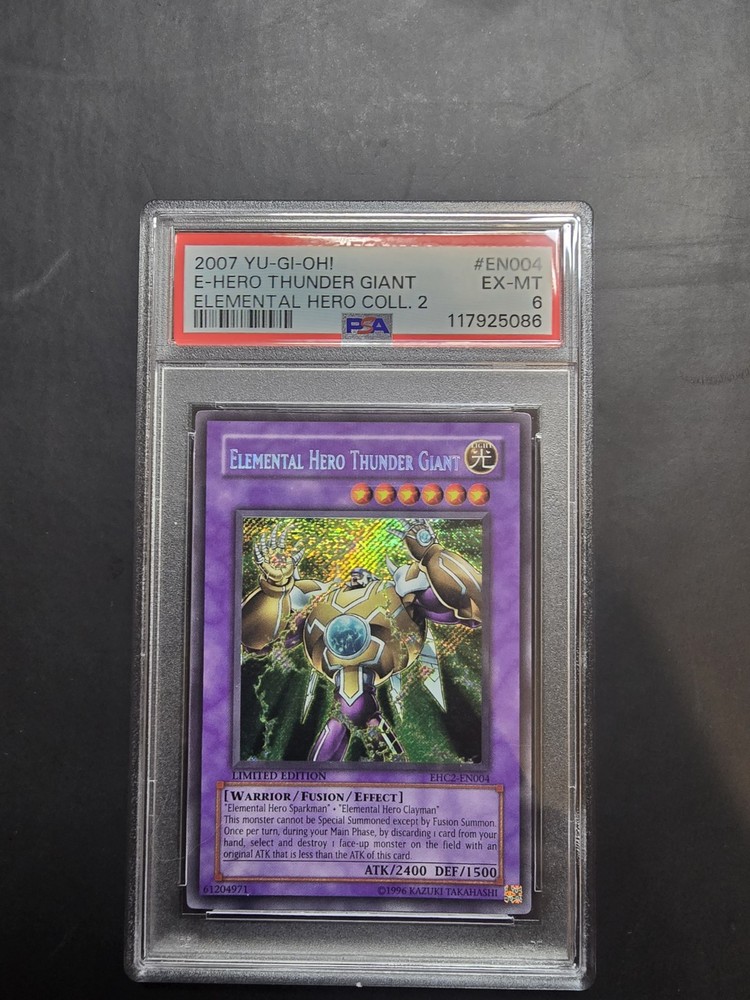 2007 YU-GI-OH! #EN004
E-HERO THUNDER GIANT EX-MT
ELEMENTAL HERO COLL. 2 6
PSA 117925086
ELEMENTAL HERO THUNDER GIANT
LIGHT
光
LIMITED EDITION EHC2-EN004
[WARRIOR/FUSION/EFFECT]
"Elemental Hero Sparkman" + "Elemental Hero Clayman"
This monster cannot be Special Summoned except by Fusion Summon.
Once per turn, during your Main Phase, by discarding 1 card from your
hand, select and destroy 1 face-up monster on the field with an
original ATK that is less than the ATK of this card.
ATK/2400 DEF/1500
61204971 ©1996 KAZUKI TAKAHASHI